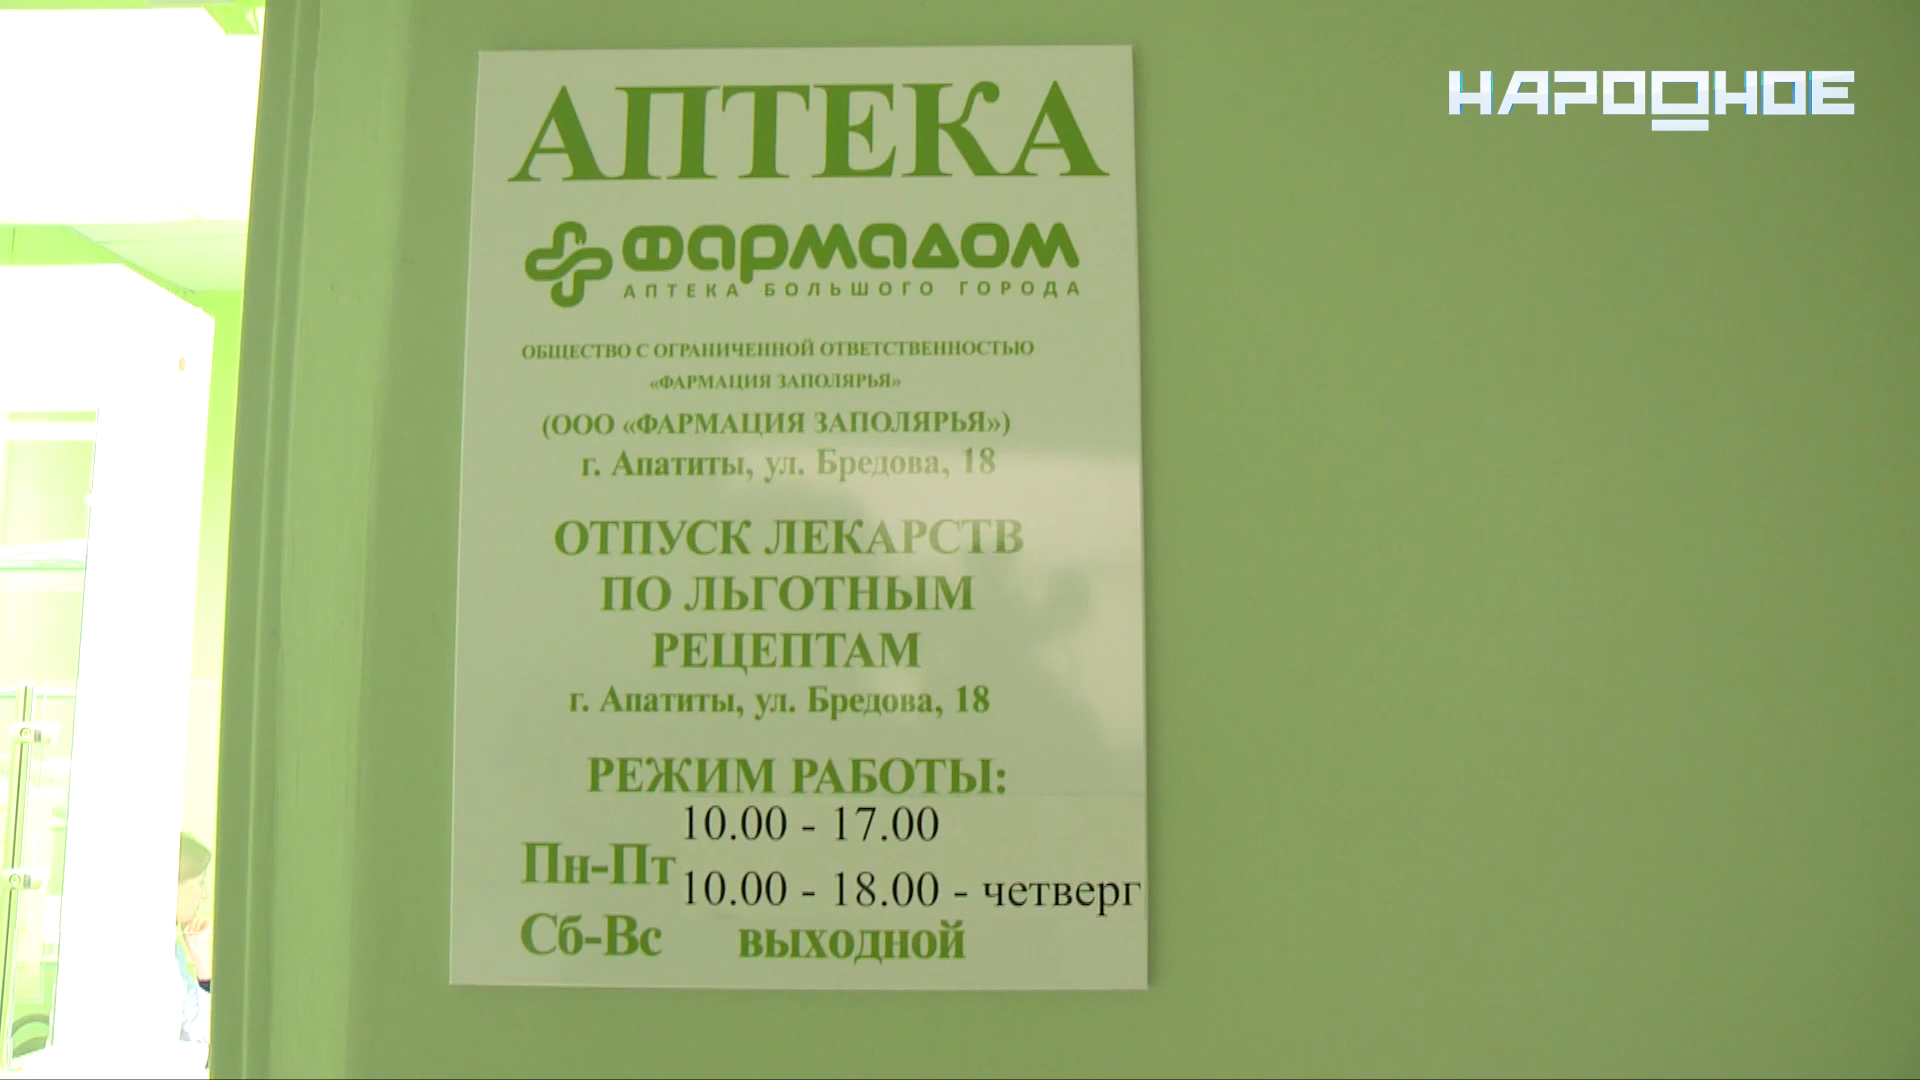 НАРОДНОЕ
АПТЕКА
ФАРМАДОМ
АПТЕКА БОЛЬШОГО ГОРОДА
ОБЩЕСТВО С ОГРАНИЧЕННОЙ ОТВЕТСТВЕННОСТЬЮ
«ФАРМАЦИЯ ЗАПОЛЯРЬЯ»
(ООО «ФАРМАЦИЯ ЗАПОЛЯРЬЯ»)
г. Апатиты, ул. Бредова, 18
ОТПУСК ЛЕКАРСТВ
ПО ЛЬГОТНЫМ
РЕЦЕПТАМ
г. Апатиты, ул. Бредова, 18
РЕЖИМ РАБОТЫ:
10.00 - 17.00
Пн-Пт
10.00 - 18.00 - четверг
Сб-Вс выходной